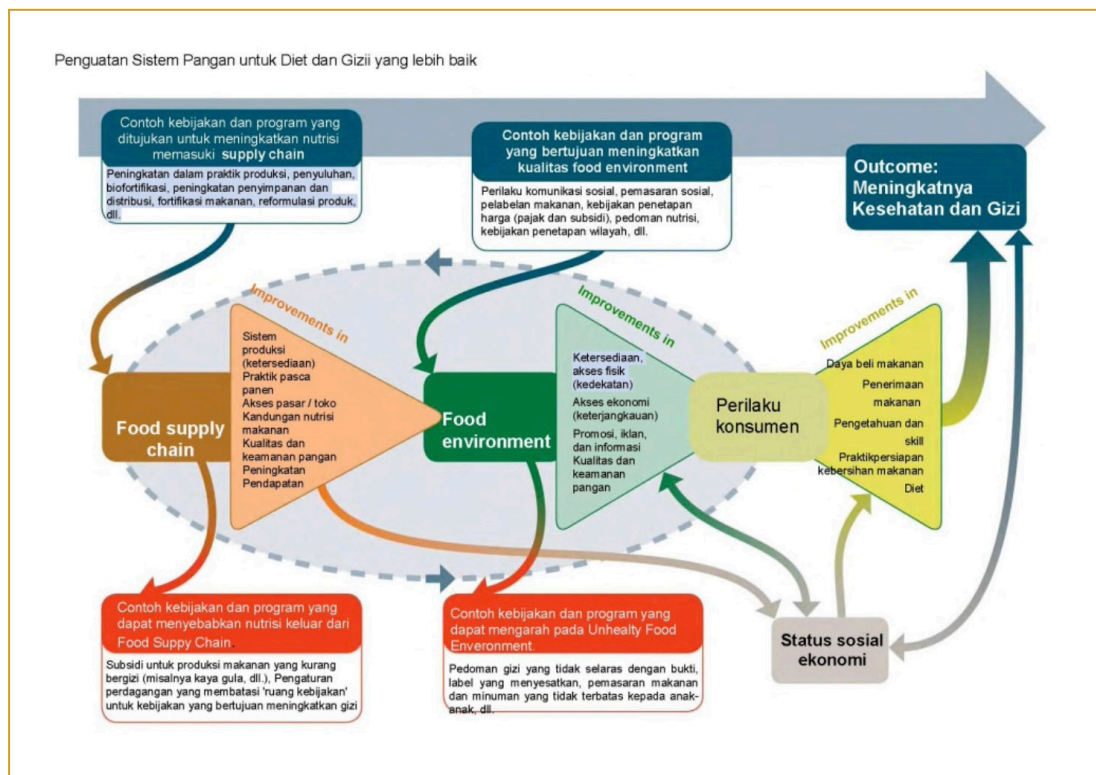 Penguatan Sistem Pangan untuk Diet dan Gizii yang lebih baik
Contoh kebijakan dan program yang
ditujukan untuk meningkatkan nutrisi
memasuki supply chain
Peningkatan dalam praktik produksi, penyuluhan,
biofortifikasi, peningkatan penyimpanan dan
distribusi, fortifikasi makanan, reformulasi produk,
dll.
Contoh kebijakan dan program
yang bertujuan meningkatkan
kualitas food environment
Perilaku komunikasi sosial, pemasaran sosial,
pelabelan makanan, kebijakan penetapan
harga (pajak dan subsidi), pedoman nutrisi,
kebijakan penetapan wilayah, dll.
Outcome:
Meningkatnya
Kesehatan dan Gizi
Food supply
chain
Improvements in
Sistem
produksi
(ketersediaan)
Praktik pasca
panen
Akses pasar / toko
Kandungan nutrisi
makanan
Kualitas dan
keamanan pangan
Peningkatan
Pendapatan
Food
environment
Improvements in
Ketersediaan,
akses fisik
(kedekatan)
Akses ekonomi
(keterjangkauan)
Promosi, iklan,
dan informasi
Kualitas dan
keamanan
pangan
Perilaku
konsumen
Improvements in
Daya beli makanan
Penerimaan
makanan
Pengetahuan dan
skill
Praktikpersiapan
kebersihan makanan
Diet
Contoh kebijakan dan program yang
dapat menyebabkan nutrisi keluar dari
Food Suppy Chain.
Subsidi untuk produksi makanan yang kurang
bergizi (misalnya kaya gula, dll.), Pengaturan
perdagangan yang membatasi 'ruang kebijakan'
untuk kebijakan yang bertujuan meningkatkan gizi
Contoh kebijakan dan program yang
dapat mengarah pada Unhealty Food
Enveronment.
Pedoman gizi yang tidak selaras dengan bukti,
label yang menyesatkan, pemasaran makanan
dan minuman yang tidak terbatas kepada anak-
anak, dll.
Status sosial
ekonomi